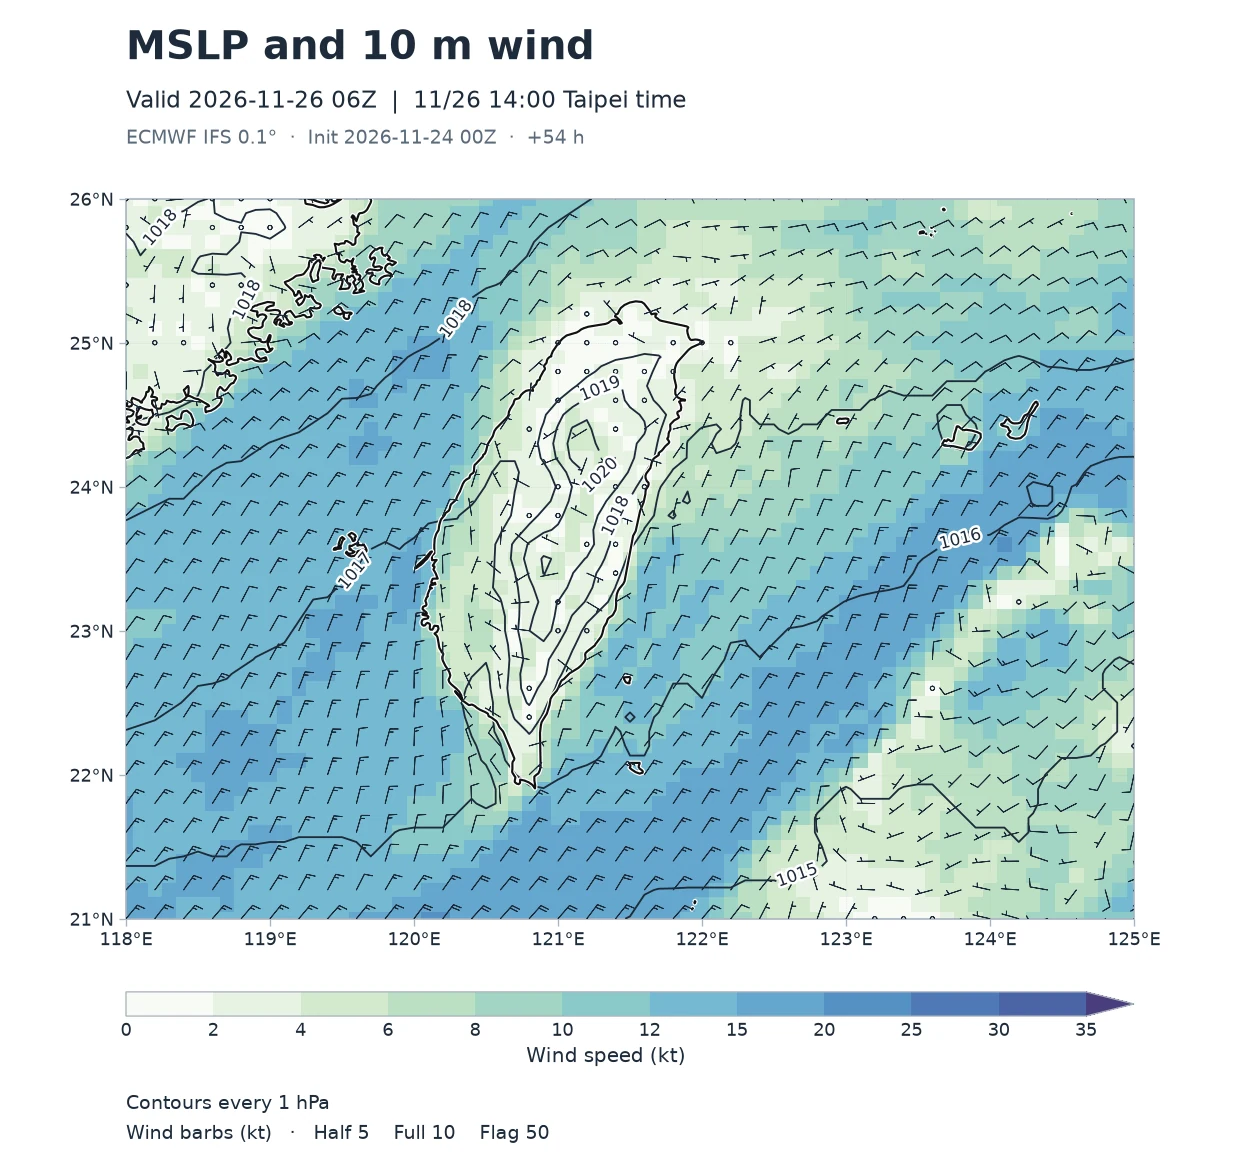 MSLP and 10 m wind
Valid 2026-11-26 06Z | 11/26 14:00 Taipei time
ECMWF IFS 0.1° · Init 2026-11-24 00Z · +54 h
26°N
25°N
24°N
23°N
22°N
21°N
1018
1018
1018
1019
1020
1018
1017
1016
1015
118°E 119°E 120°E 121°E 122°E 123°E 124°E 125°E
0 2 4 6 8 10 12 15 20 25 30 35
Wind speed (kt)
Contours every 1 hPa
Wind barbs (kt) · Half 5 Full 10 Flag 50